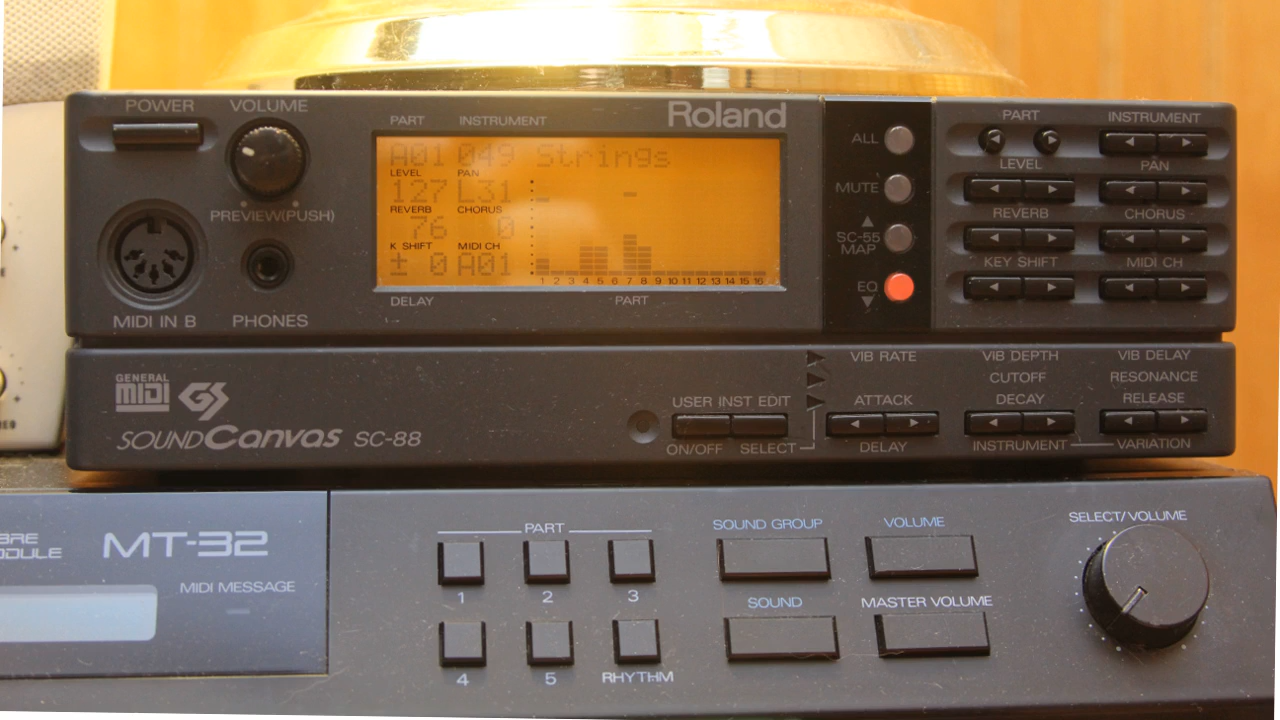 POWER VOLUME
PREVIEW(PUSH)
MIDI IN B PHONES
PART INSTRUMENT
Roland
A01 049 Strings
LEVEL PAN
127 L31
REVERB CHORUS
76 0
K SHIFT MIDI CH
± 0 A01
1 2 3 4 5 6 7 8 9 10 11 12 13 14 15 16
DELAY PART
ALL
MUTE
▲
SC-55
MAP
EQ
▼
PART INSTRUMENT
LEVEL PAN
REVERB CHORUS
KEY SHIFT MIDI CH
GENERAL
MIDI GS
SOUND Canvas SC-88
USER INST EDIT
ON/OFF SELECT
VIB RATE VIB DEPTH VIB DELAY
CUTOFF RESONANCE
ATTACK DECAY RELEASE
DELAY INSTRUMENT VARIATION
MT-32
MIDI MESSAGE
PART
1 2 3
4 5 RHYTHM
SOUND GROUP VOLUME
SOUND MASTER VOLUME
SELECT/VOLUME